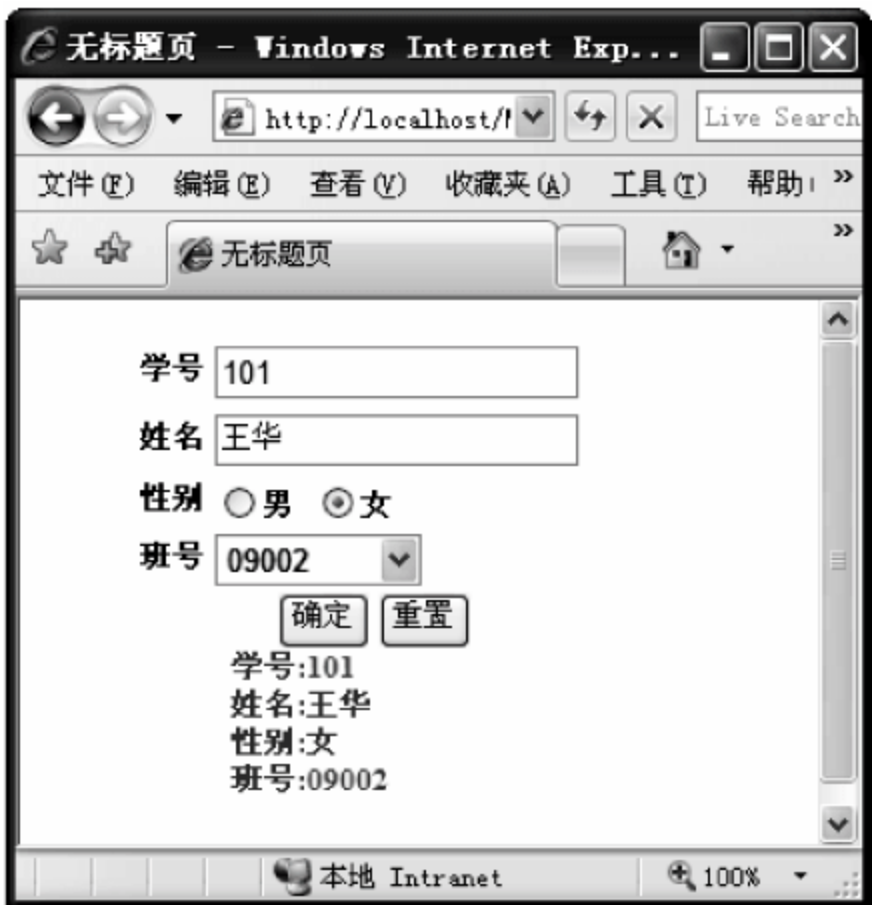 无标题页 - Windows Internet Exp...
http://localhost/
Live Search
文件(F) 编辑(E) 查看(V) 收藏夹(A) 工具(T) 帮助 »
无标题页 »
学号 101
姓名 王华
性别 男 女
班号 09002
确定 重置
学号:101
姓名:王华
性别:女
班号:09002
本地 Intranet 100%